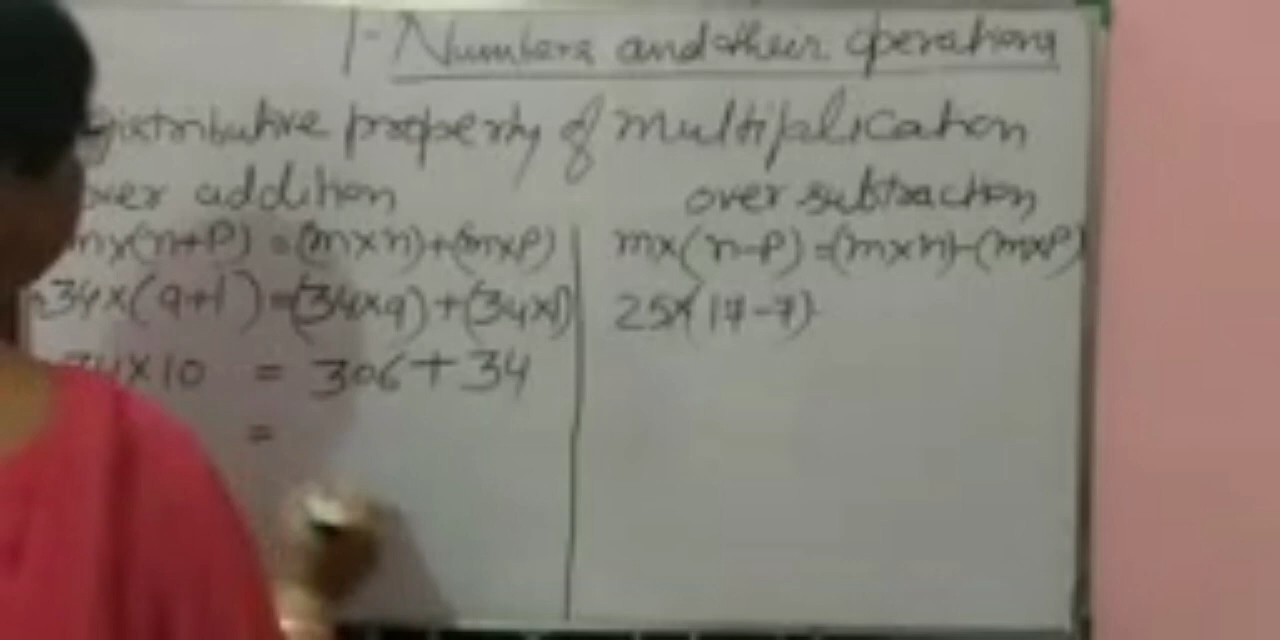 1- Numbers and their operations
Distributive property of multiplication
over addition
over subtraction
m×(n+P) = (m×n)+(m×P)
m×(n-P)=(m×n)-(m×P)
34×(9+1)=(34×9)+(34×1)
25×(17-7)
34×10 = 306+34
=